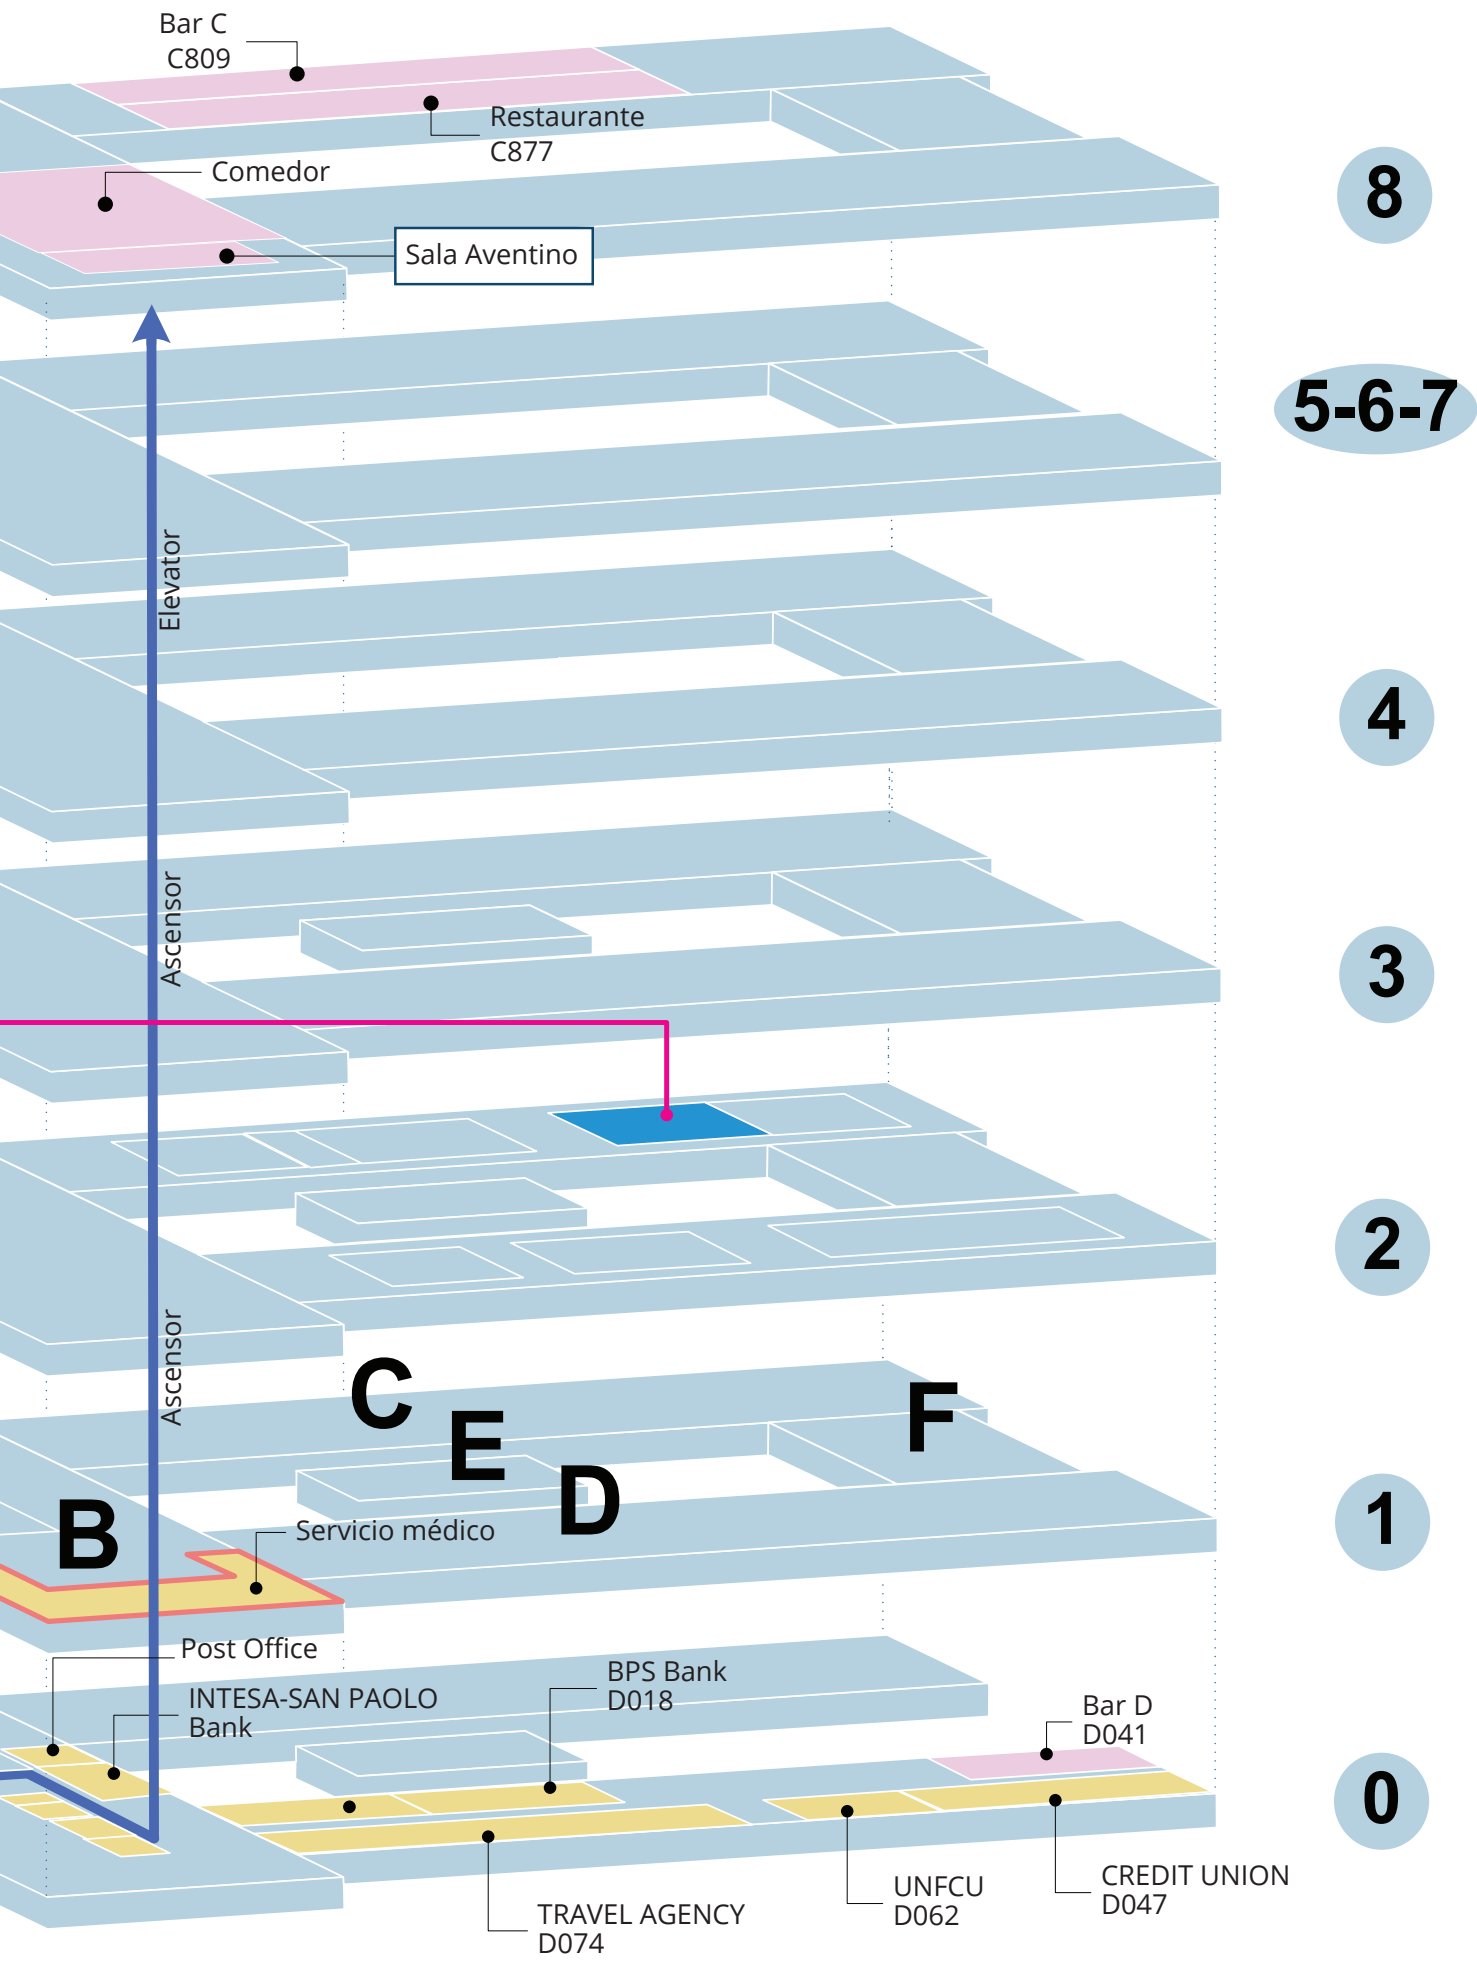 Bar C
C809
Restaurante
C877
Comedor
8
Sala Aventino
5-6-7
Elevator
4
Ascensor
3
2
Ascensor
C
E
F
D
B
1
Servicio médico
Post Office
INTESA-SAN PAOLO
Bank
BPS Bank
D018
Bar D
D041
0
UNFCU
D062
CREDIT UNION
D047
TRAVEL AGENCY
D074